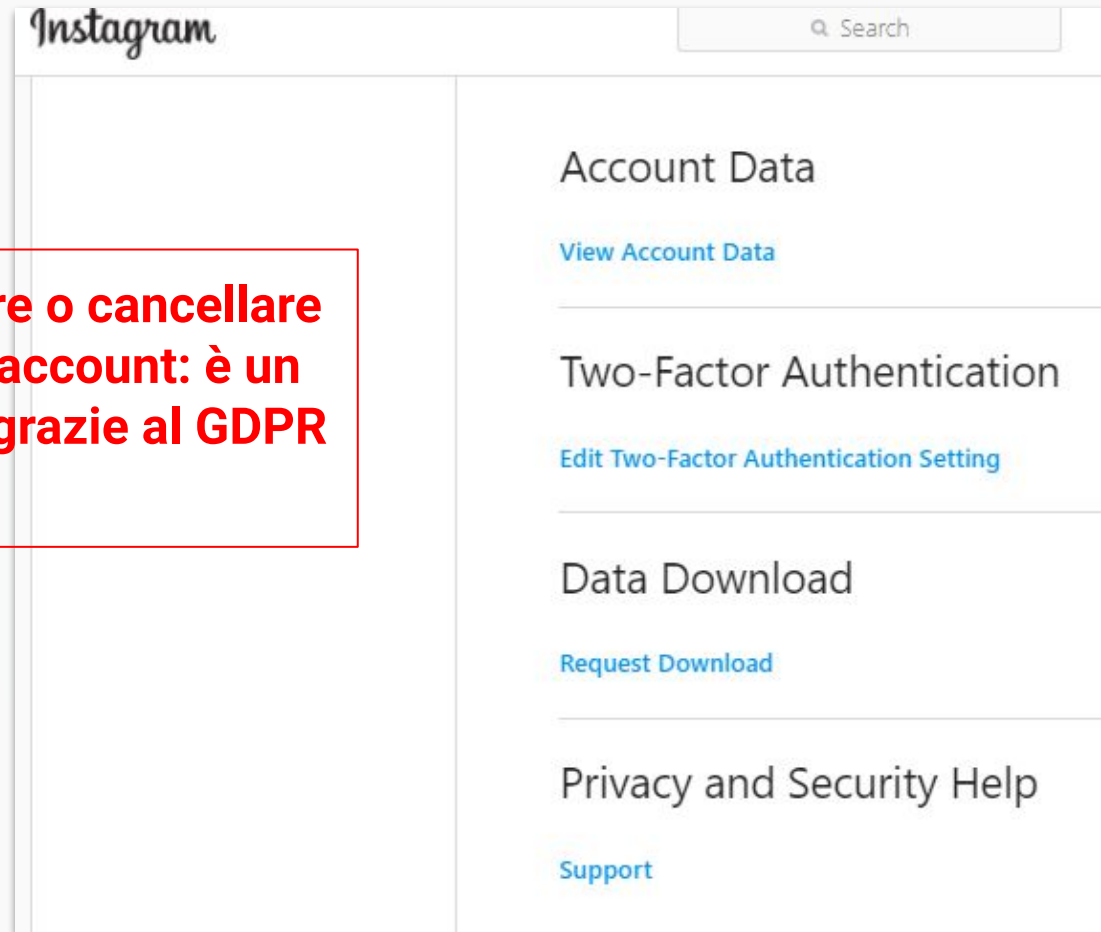 Instagram
Search
Account Data
View Account Data
re o cancellare
account: è un
grazie al GDPR
Two-Factor Authentication
Edit Two-Factor Authentication Setting
Data Download
Request Download
Privacy and Security Help
Support